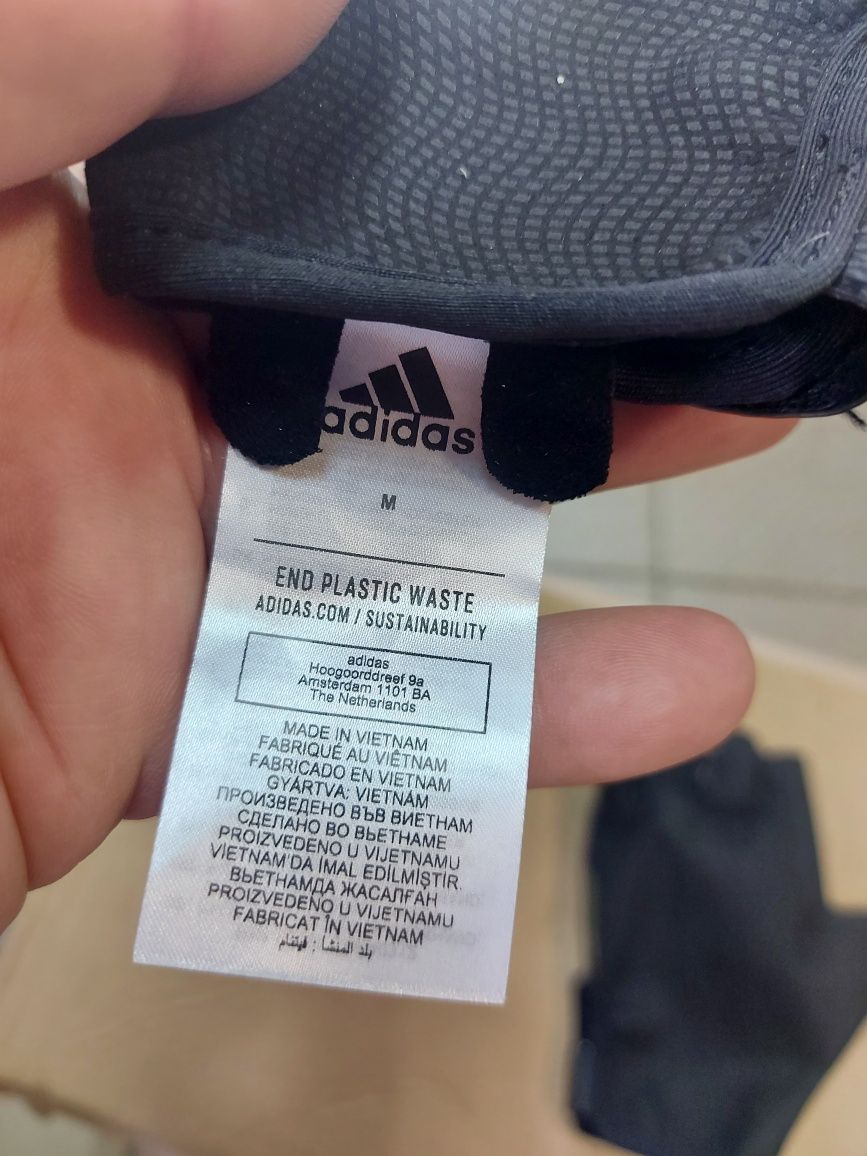 adidas
M
END PLASTIC WASTE
ADIDAS.COM / SUSTAINABILITY
adidas
Hoogoorddreef 9a
Amsterdam 1101 BA
The Netherlands
MADE IN VIETNAM
FABRIQUÉ AU VIÊTNAM
FABRICADO EN VIETNAM
GYÁRTVA: VIETNÁM
ПРОИЗВЕДЕНО ВЪВ ВИЕТНАМ
СДЕЛАНО ВО ВЬЕТНАМЕ
PROIZVEDENO U VIJETNAMU
VIETNAM'DA İMAL EDİLMİŞTİR.
ВЬЕТНАМДА ЖАСАЛҒАН
PROIZVEDENO U VIJETNAMU
FABRICAT ÎN VIETNAM
بلد المنشأ : فيتنام